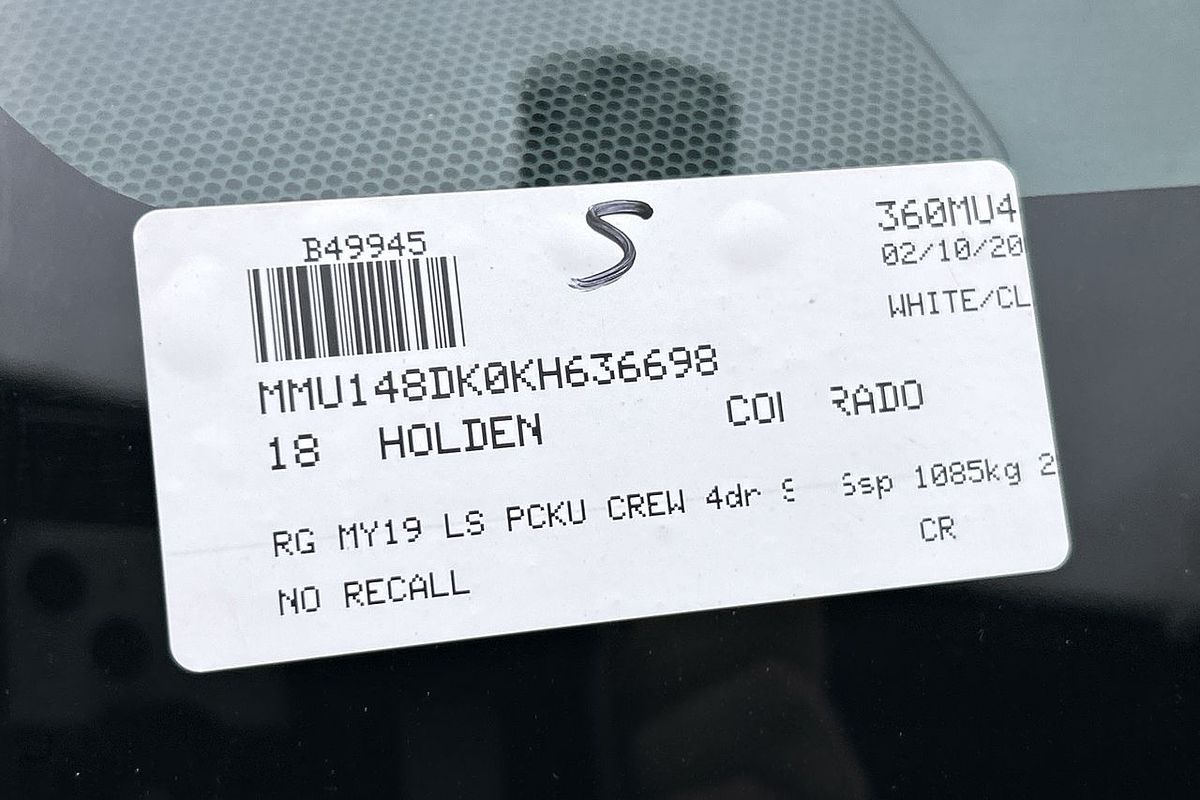 B49945
S
360MU4
02/10/20
WHITE/CL
MMU148DK0KH636698
18 HOLDEN
RG MY19 LS PCKU CREW 4dr 1085kg 2
CR
NO RECALL